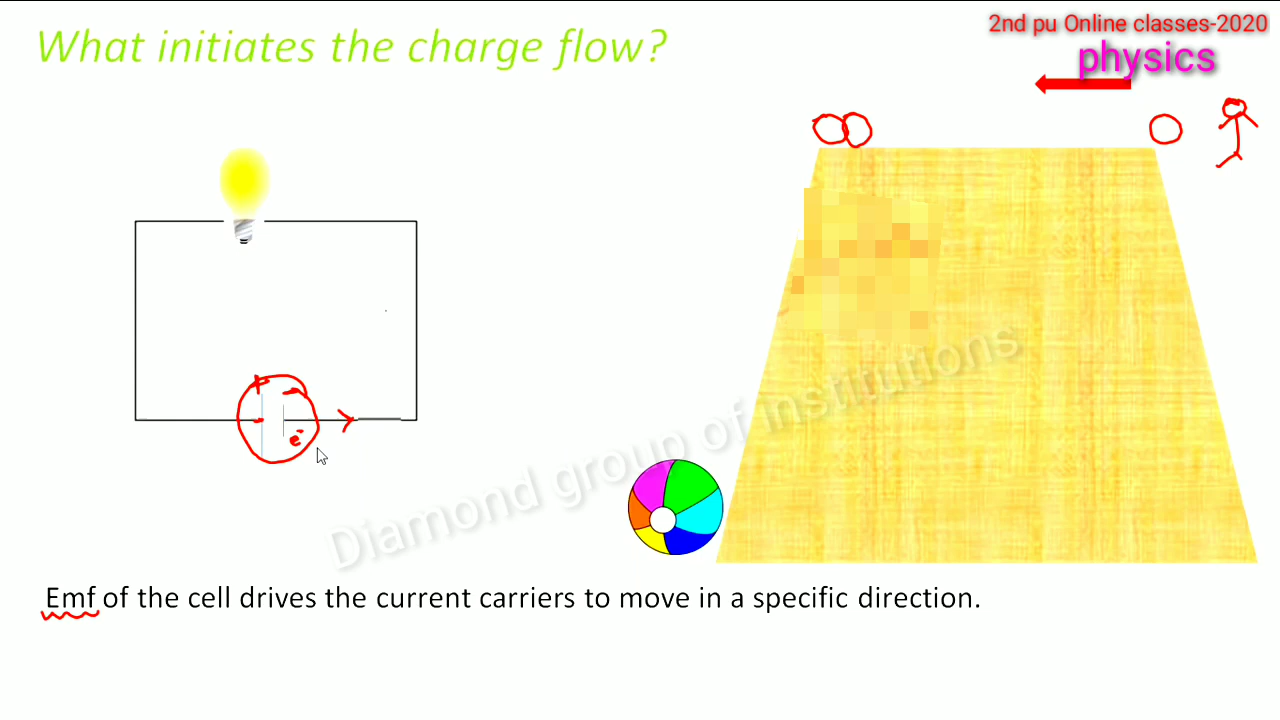 What initiates the charge flow?
2nd pu Online classes-2020
physics
+ -
e⁻
Diamond group of institutions
Emf of the cell drives the current carriers to move in a specific direction.